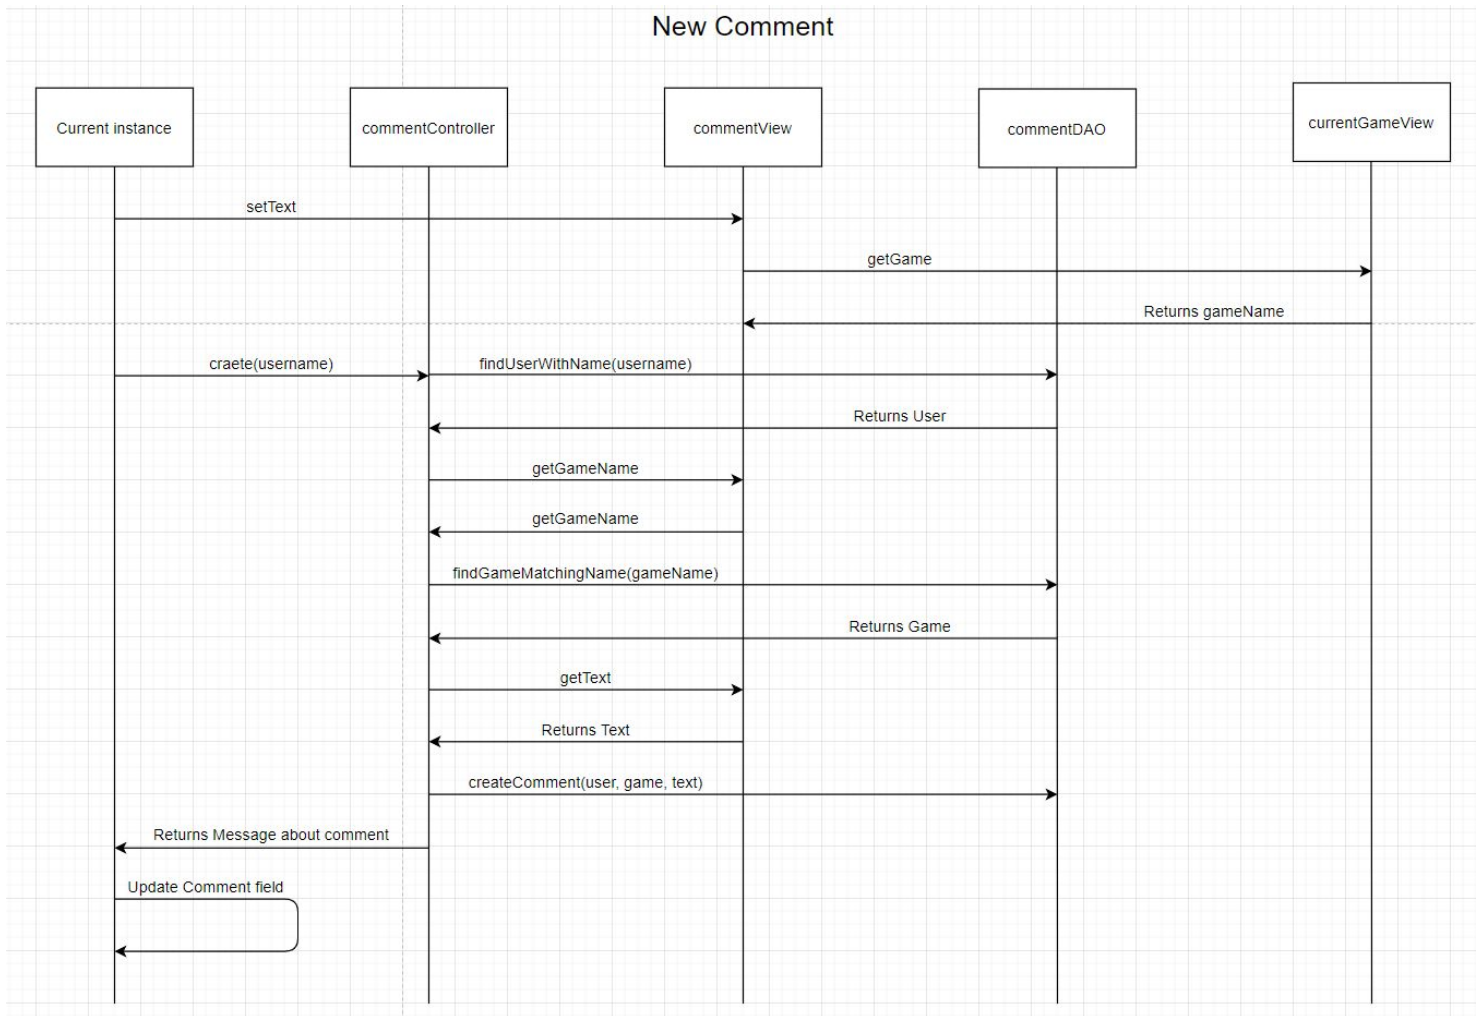 New Comment
Current instance
commentController
commentView
commentDAO
currentGameView
setText
getGame
Returns gameName
craete(username)
findUserWithName(username)
Returns User
getGameName
getGameName
findGameMatchingName(gameName)
Returns Game
getText
Returns Text
createComment(user, game, text)
Returns Message about comment
Update Comment field